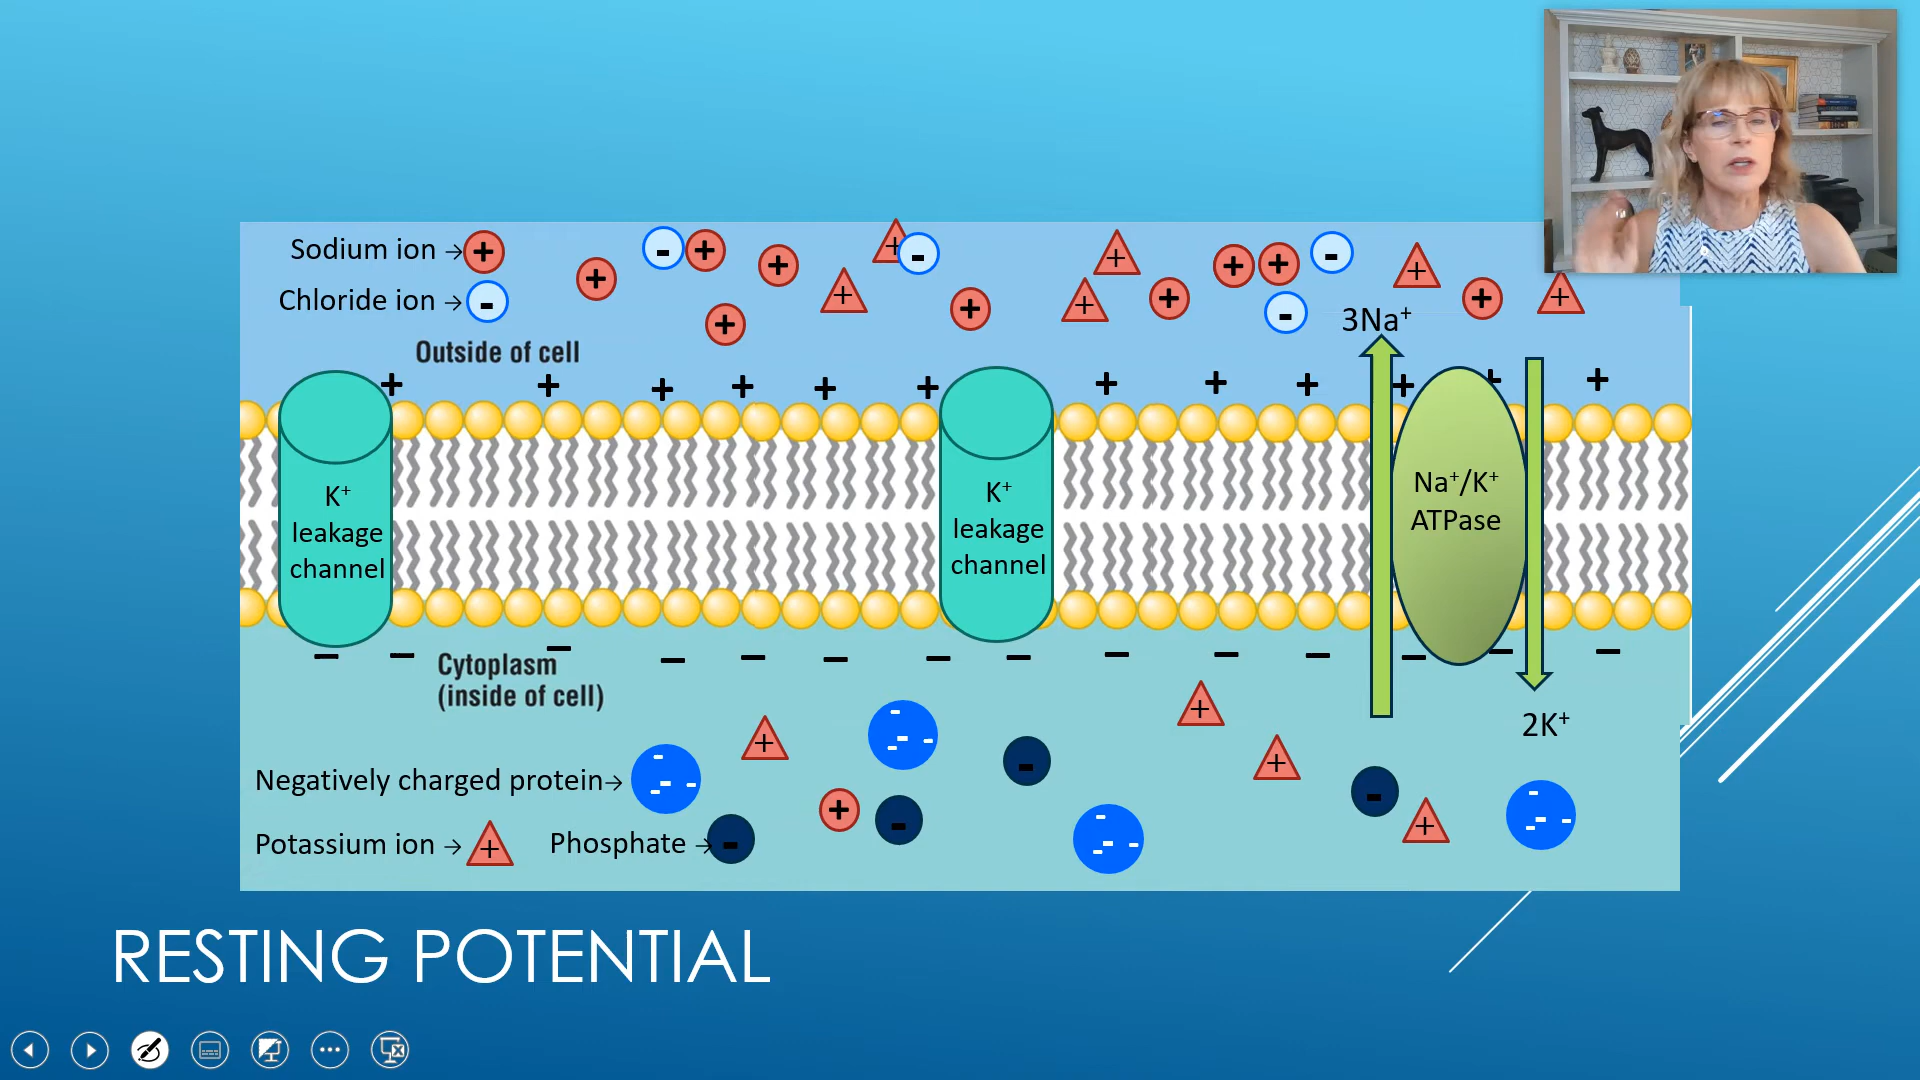 Sodium ion →
Chloride ion →
Outside of cell
3Na⁺
K⁺
leakage
channel
K⁺
leakage
channel
Na⁺/K⁺
ATPase
Cytoplasm
(inside of cell)
2K⁺
Negatively charged protein→
Potassium ion → Phosphate →
RESTING POTENTIAL